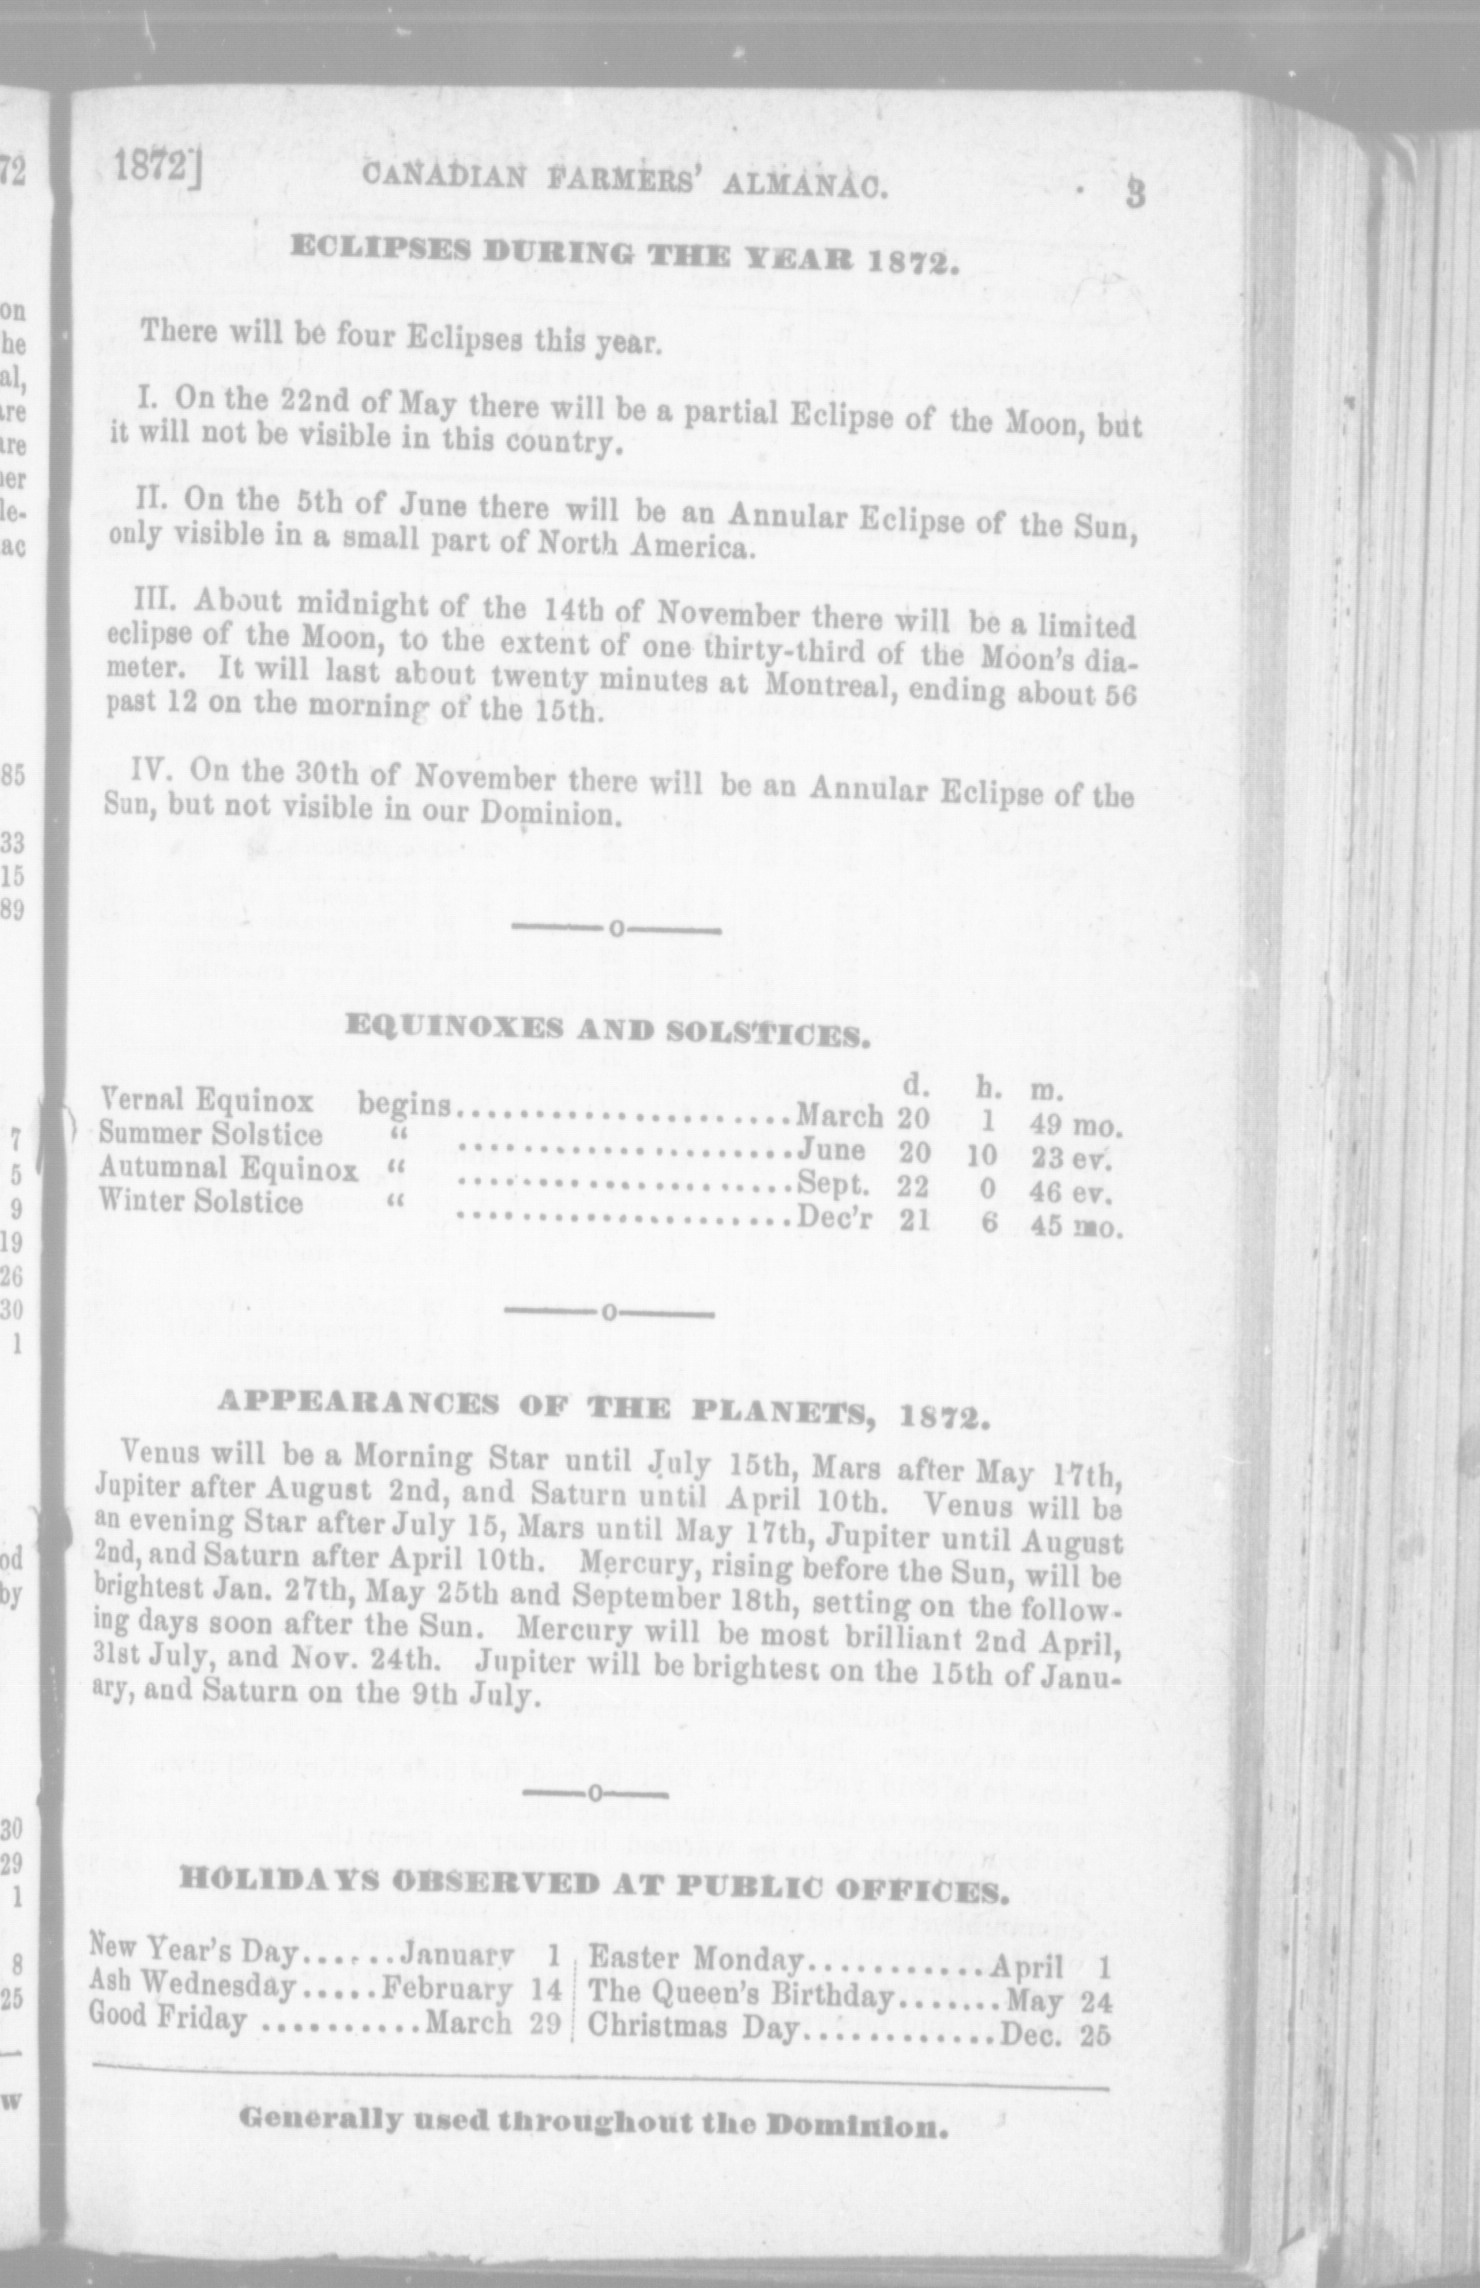 1872] CANADIAN FARMERS' ALMANAC. 3
ECLIPSES DURING THE YEAR 1872.
There will be four Eclipses this year.
I. On the 22nd of May there will be a partial Eclipse of the Moon, but
it will not be visible in this country.
II. On the 5th of June there will be an Annular Eclipse of the Sun,
only visible in a small part of North America.
III. About midnight of the 14th of November there will be a limited
eclipse of the Moon, to the extent of one thirty-third of the Moon's dia-
meter. It will last about twenty minutes at Montreal, ending about 56
past 12 on the morning of the 15th.
IV. On the 30th of November there will be an Annular Eclipse of the
Sun, but not visible in our Dominion.
———o———
EQUINOXES AND SOLSTICES.
d. h. m.
Vernal Equinox begins.....................March 20 1 49 mo.
Summer Solstice " .....................June 20 10 23 ev.
Autumnal Equinox " .....................Sept. 22 0 46 ev.
Winter Solstice " .....................Dec'r 21 6 45 mo.
———o———
APPEARANCES OF THE PLANETS, 1872.
Venus will be a Morning Star until July 15th, Mars after May 17th,
Jupiter after August 2nd, and Saturn until April 10th. Venus will be
an evening Star after July 15, Mars until May 17th, Jupiter until August
2nd, and Saturn after April 10th. Mercury, rising before the Sun, will be
brightest Jan. 27th, May 25th and September 18th, setting on the follow-
ing days soon after the Sun. Mercury will be most brilliant 2nd April,
31st July, and Nov. 24th. Jupiter will be brightest on the 15th of Janu-
ary, and Saturn on the 9th July.
——o——
HOLIDAYS OBSERVED AT PUBLIC OFFICES.
New Year's Day......January 1 Easter Monday...........April 1
Ash Wednesday.....February 14 The Queen's Birthday.......May 24
Good Friday ..........March 29 Christmas Day............Dec. 25
Generally used throughout the Dominion.